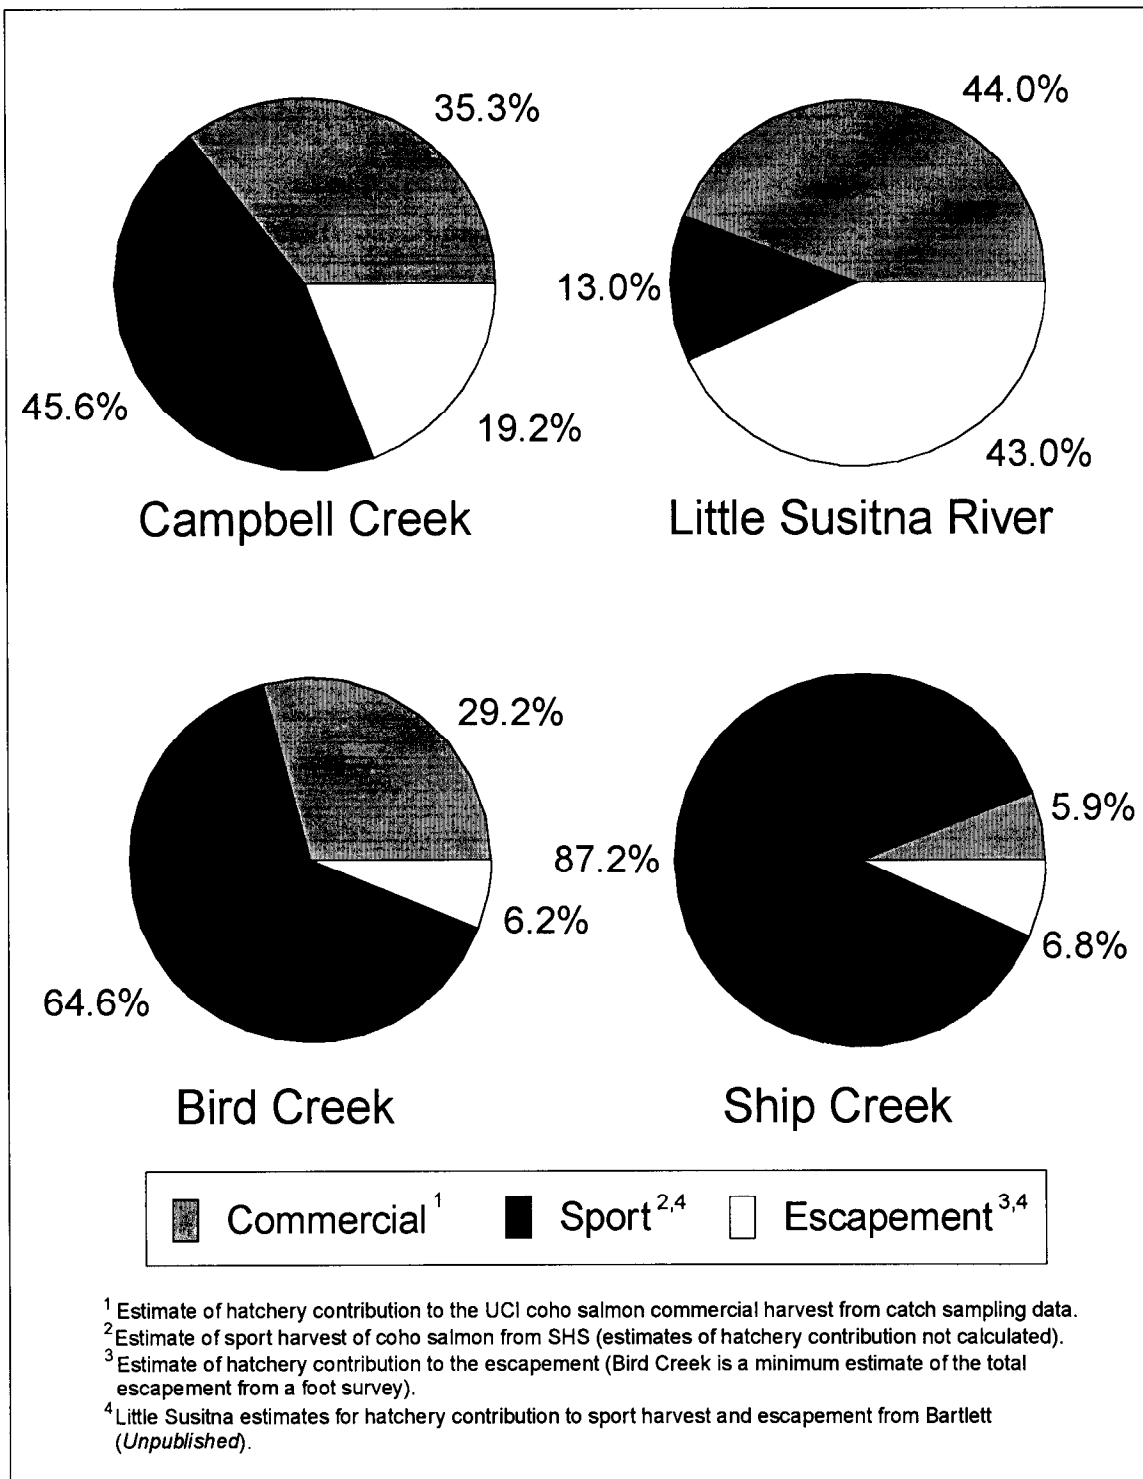 35.3%
44.0%
13.0%
45.6%
19.2%
43.0%
Campbell Creek
Little Susitna River
29.2%
5.9%
87.2%
6.2%
6.8%
64.6%
Bird Creek
Ship Creek
Commercial¹ Sport²,⁴ Escapement³,⁴
¹ Estimate of hatchery contribution to the UCI coho salmon commercial harvest from catch sampling data.
² Estimate of sport harvest of coho salmon from SHS (estimates of hatchery contribution not calculated).
³ Estimate of hatchery contribution to the escapement (Bird Creek is a minimum estimate of the total
escapement from a foot survey).
⁴ Little Susitna estimates for hatchery contribution to sport harvest and escapement from Bartlett
(Unpublished).